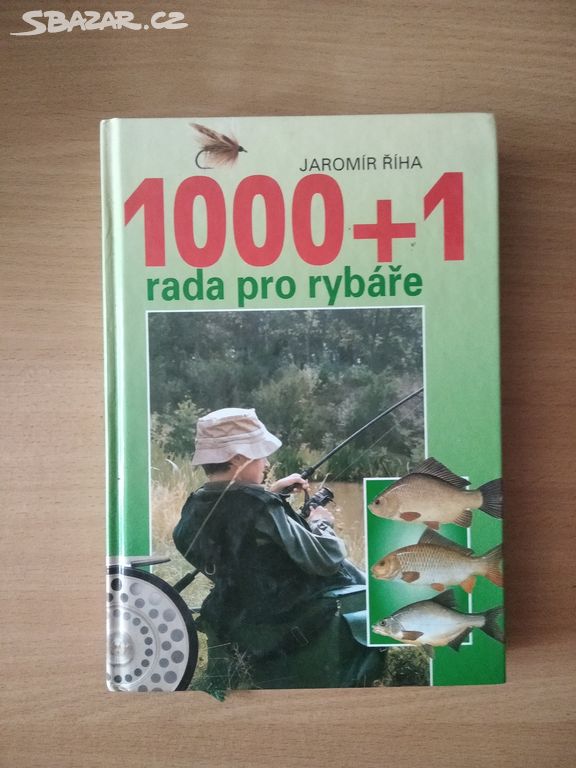 SBAZAR.CZ
JAROMÍR ŘÍHA
1000+1
rada pro rybáře